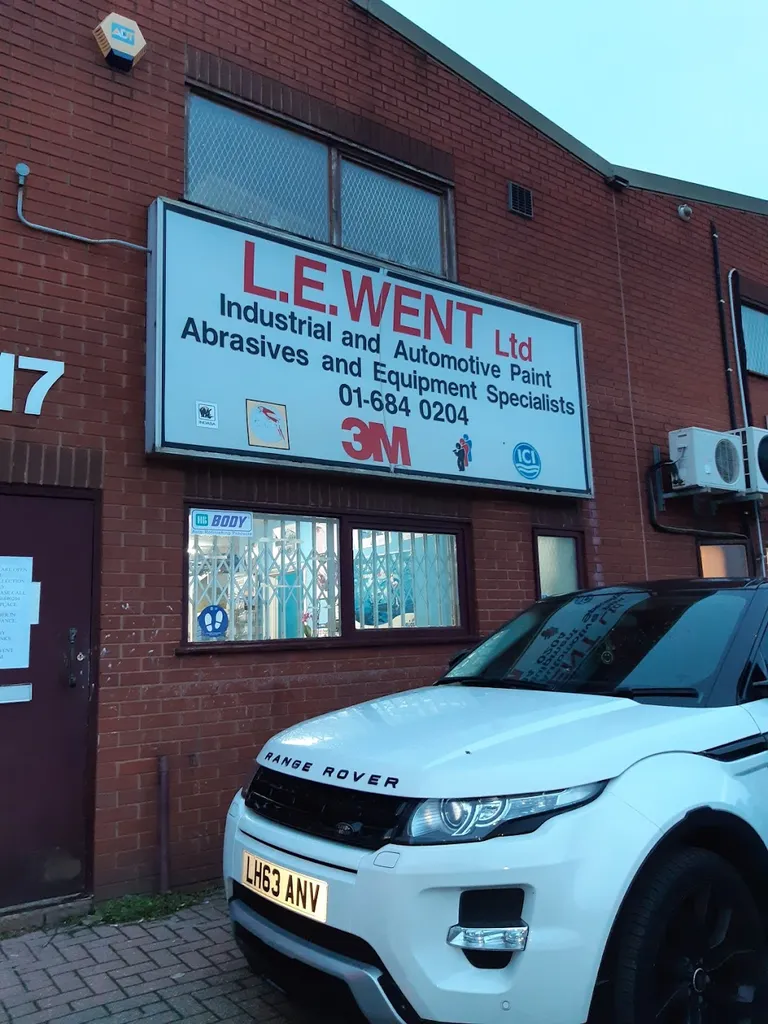 ADT
L.E.WENT Ltd
Industrial and Automotive Paint
Abrasives and Equipment Specialists
01-684 0204
3M
ICI
17
BODY
RANGE ROVER
LH63 ANV